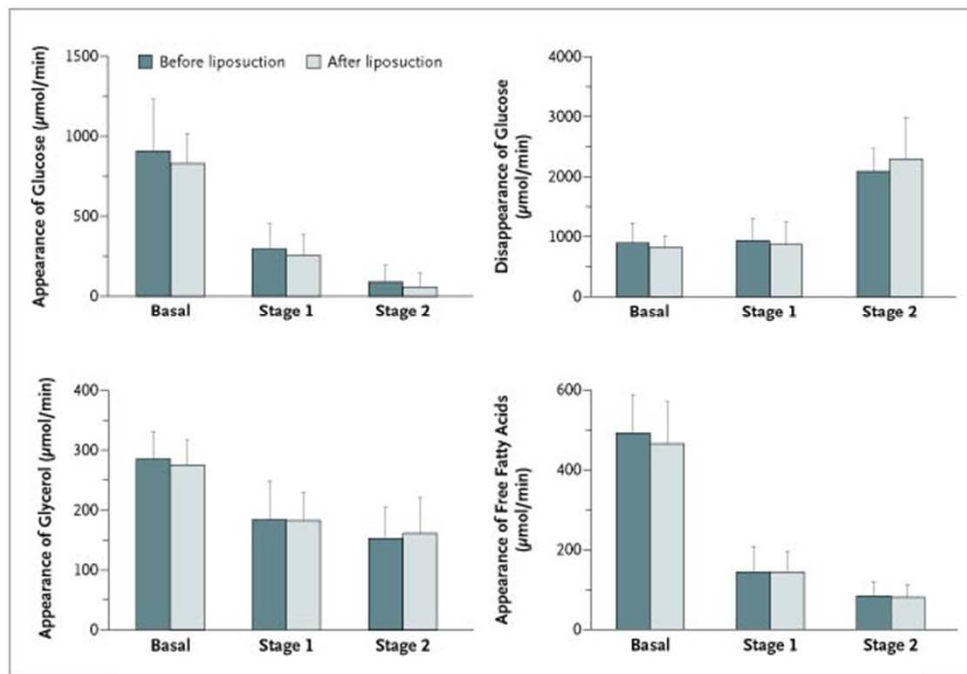 Appearance of Glucose (µmol/min)
1500
1000
500
0
Before liposuction After liposuction
Basal Stage 1 Stage 2
Disappearance of Glucose
(µmol/min)
4000
3000
2000
1000
0
Basal Stage 1 Stage 2
Appearance of Glycerol (µmol/min)
400
300
200
100
0
Basal Stage 1 Stage 2
Appearance of Free Fatty Acids
(µmol/min)
600
400
200
0
Basal Stage 1 Stage 2